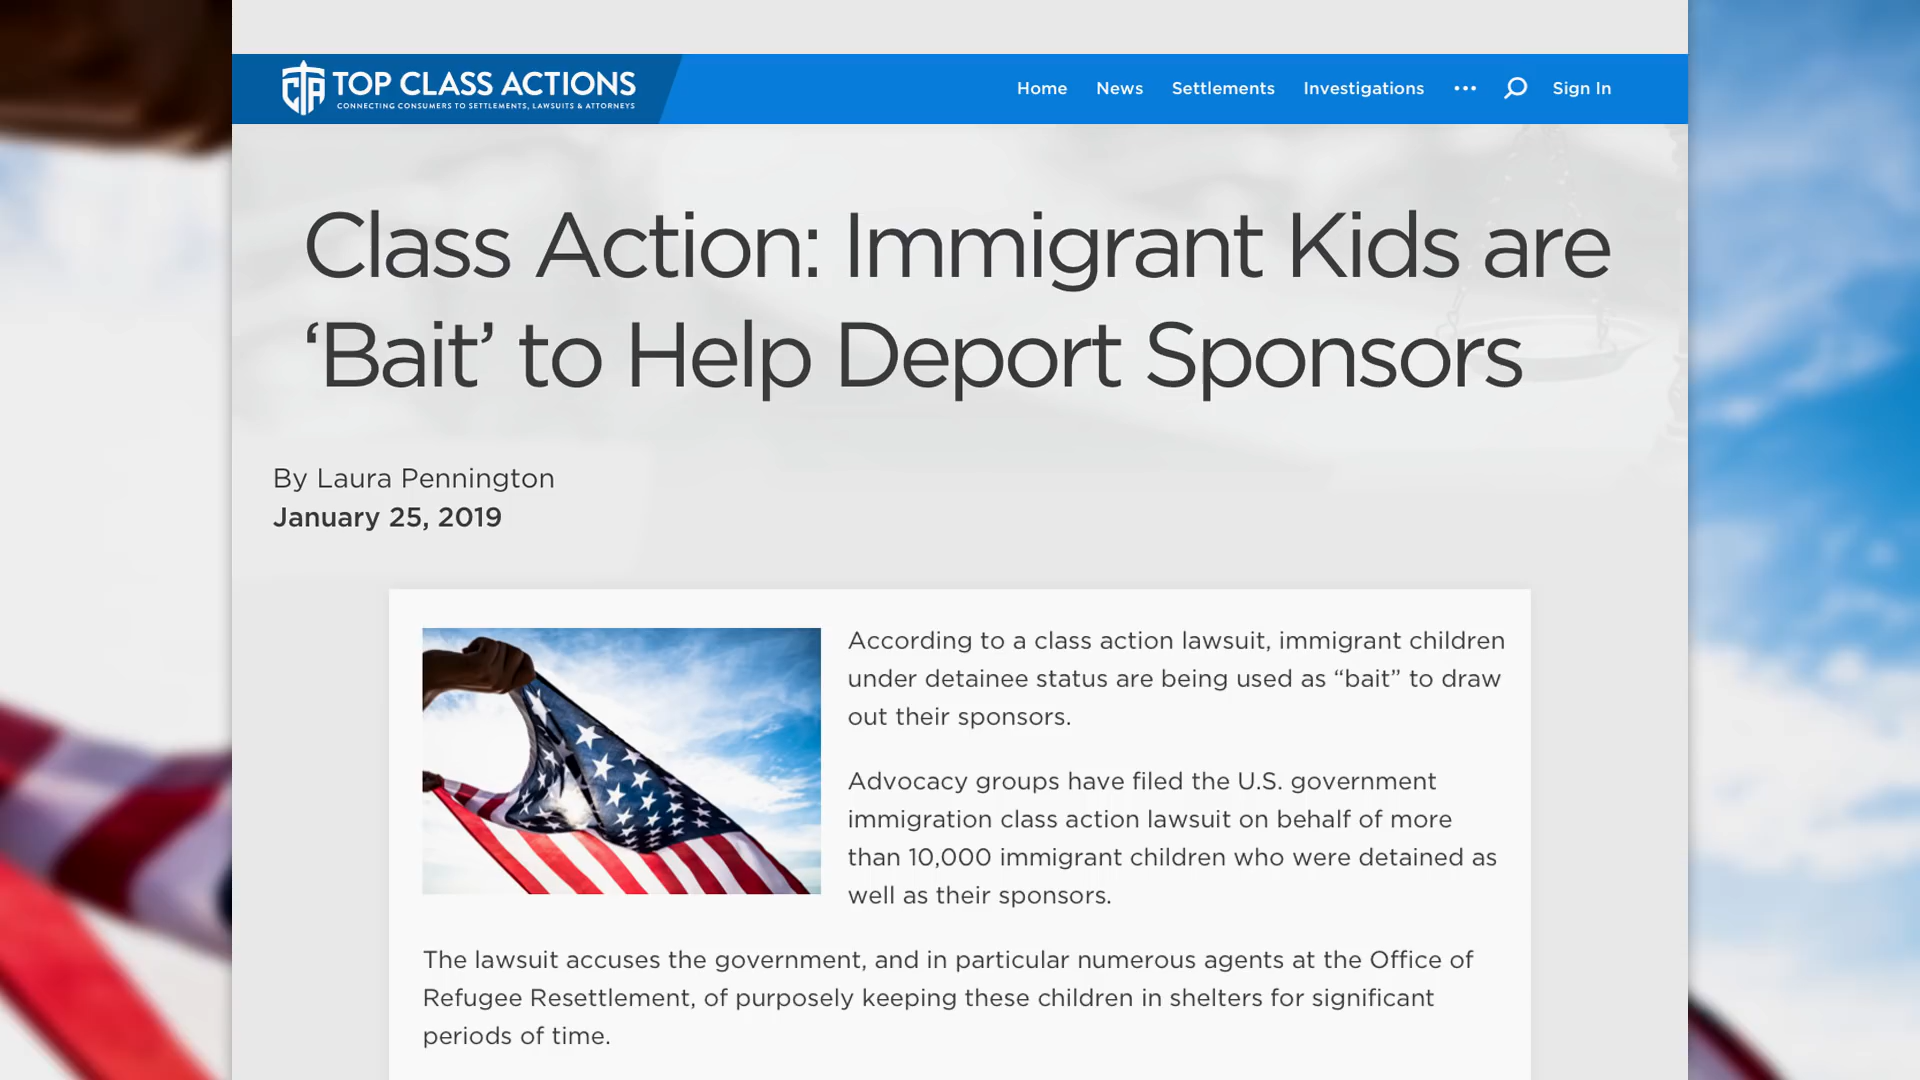 TOP CLASS ACTIONS
CONNECTING CONSUMERS TO SETTLEMENTS, LAWSUITS & ATTORNEYS
Home News Settlements Investigations ••• Sign In
Class Action: Immigrant Kids are
‘Bait’ to Help Deport Sponsors
By Laura Pennington
January 25, 2019
According to a class action lawsuit, immigrant children
under detainee status are being used as “bait” to draw
out their sponsors.
Advocacy groups have filed the U.S. government
immigration class action lawsuit on behalf of more
than 10,000 immigrant children who were detained as
well as their sponsors.
The lawsuit accuses the government, and in particular numerous agents at the Office of
Refugee Resettlement, of purposely keeping these children in shelters for significant
periods of time.